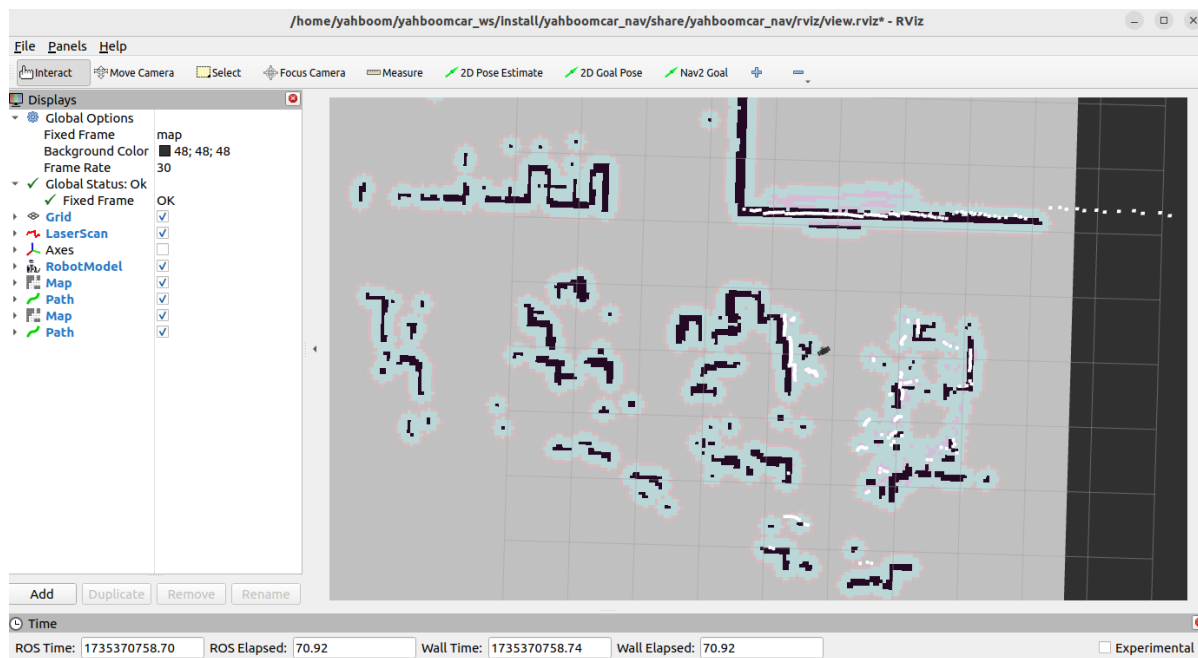 /home/yahboom/yahboomcar_ws/install/yahboomcar_nav/share/yahboomcar_nav/rviz/view.rviz* - RViz
File Panels Help
Interact Move Camera Select Focus Camera Measure 2D Pose Estimate 2D Goal Pose Nav2 Goal
Displays
Global Options
Fixed Frame map
Background Color 48; 48; 48
Frame Rate 30
Global Status: Ok
Fixed Frame OK
Grid
LaserScan
Axes
RobotModel
Map
Path
Map
Path
Add Duplicate Remove Rename
Time
ROS Time: 1735370758.70 ROS Elapsed: 70.92 Wall Time: 1735370758.74 Wall Elapsed: 70.92 Experimental